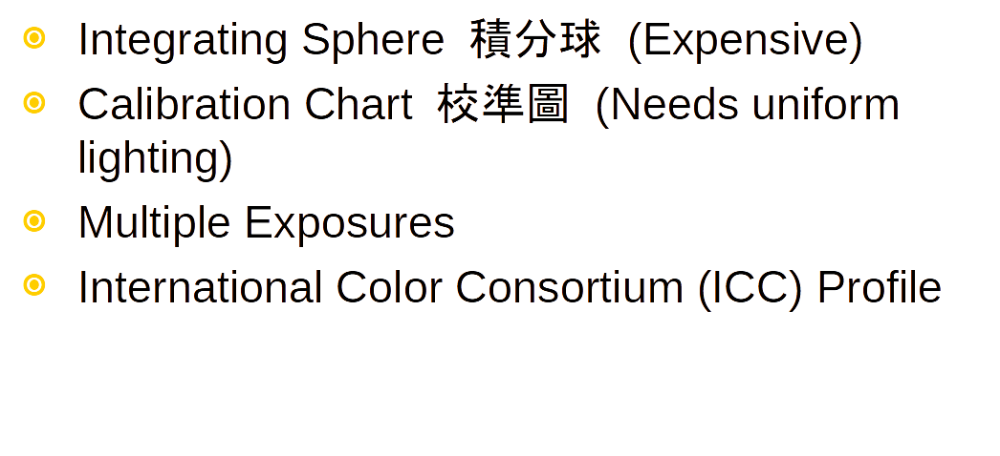 Integrating Sphere 積分球 (Expensive)
Calibration Chart 校準圖 (Needs uniform
lighting)
Multiple Exposures
International Color Consortium (ICC) Profile